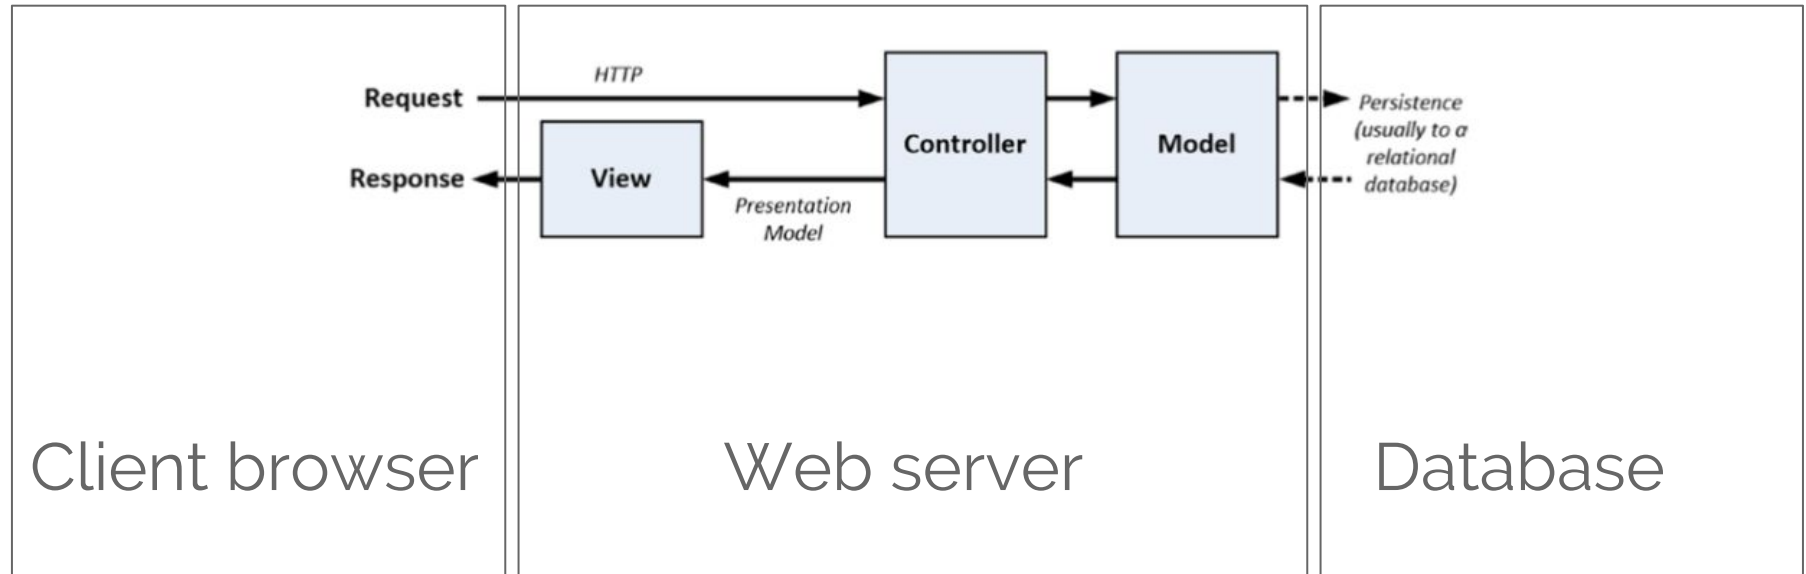 HTTP
Request
Response
View
Presentation
Model
Controller
Model
Persistence
(usually to a
relational
database)
Client browser
Web server
Database